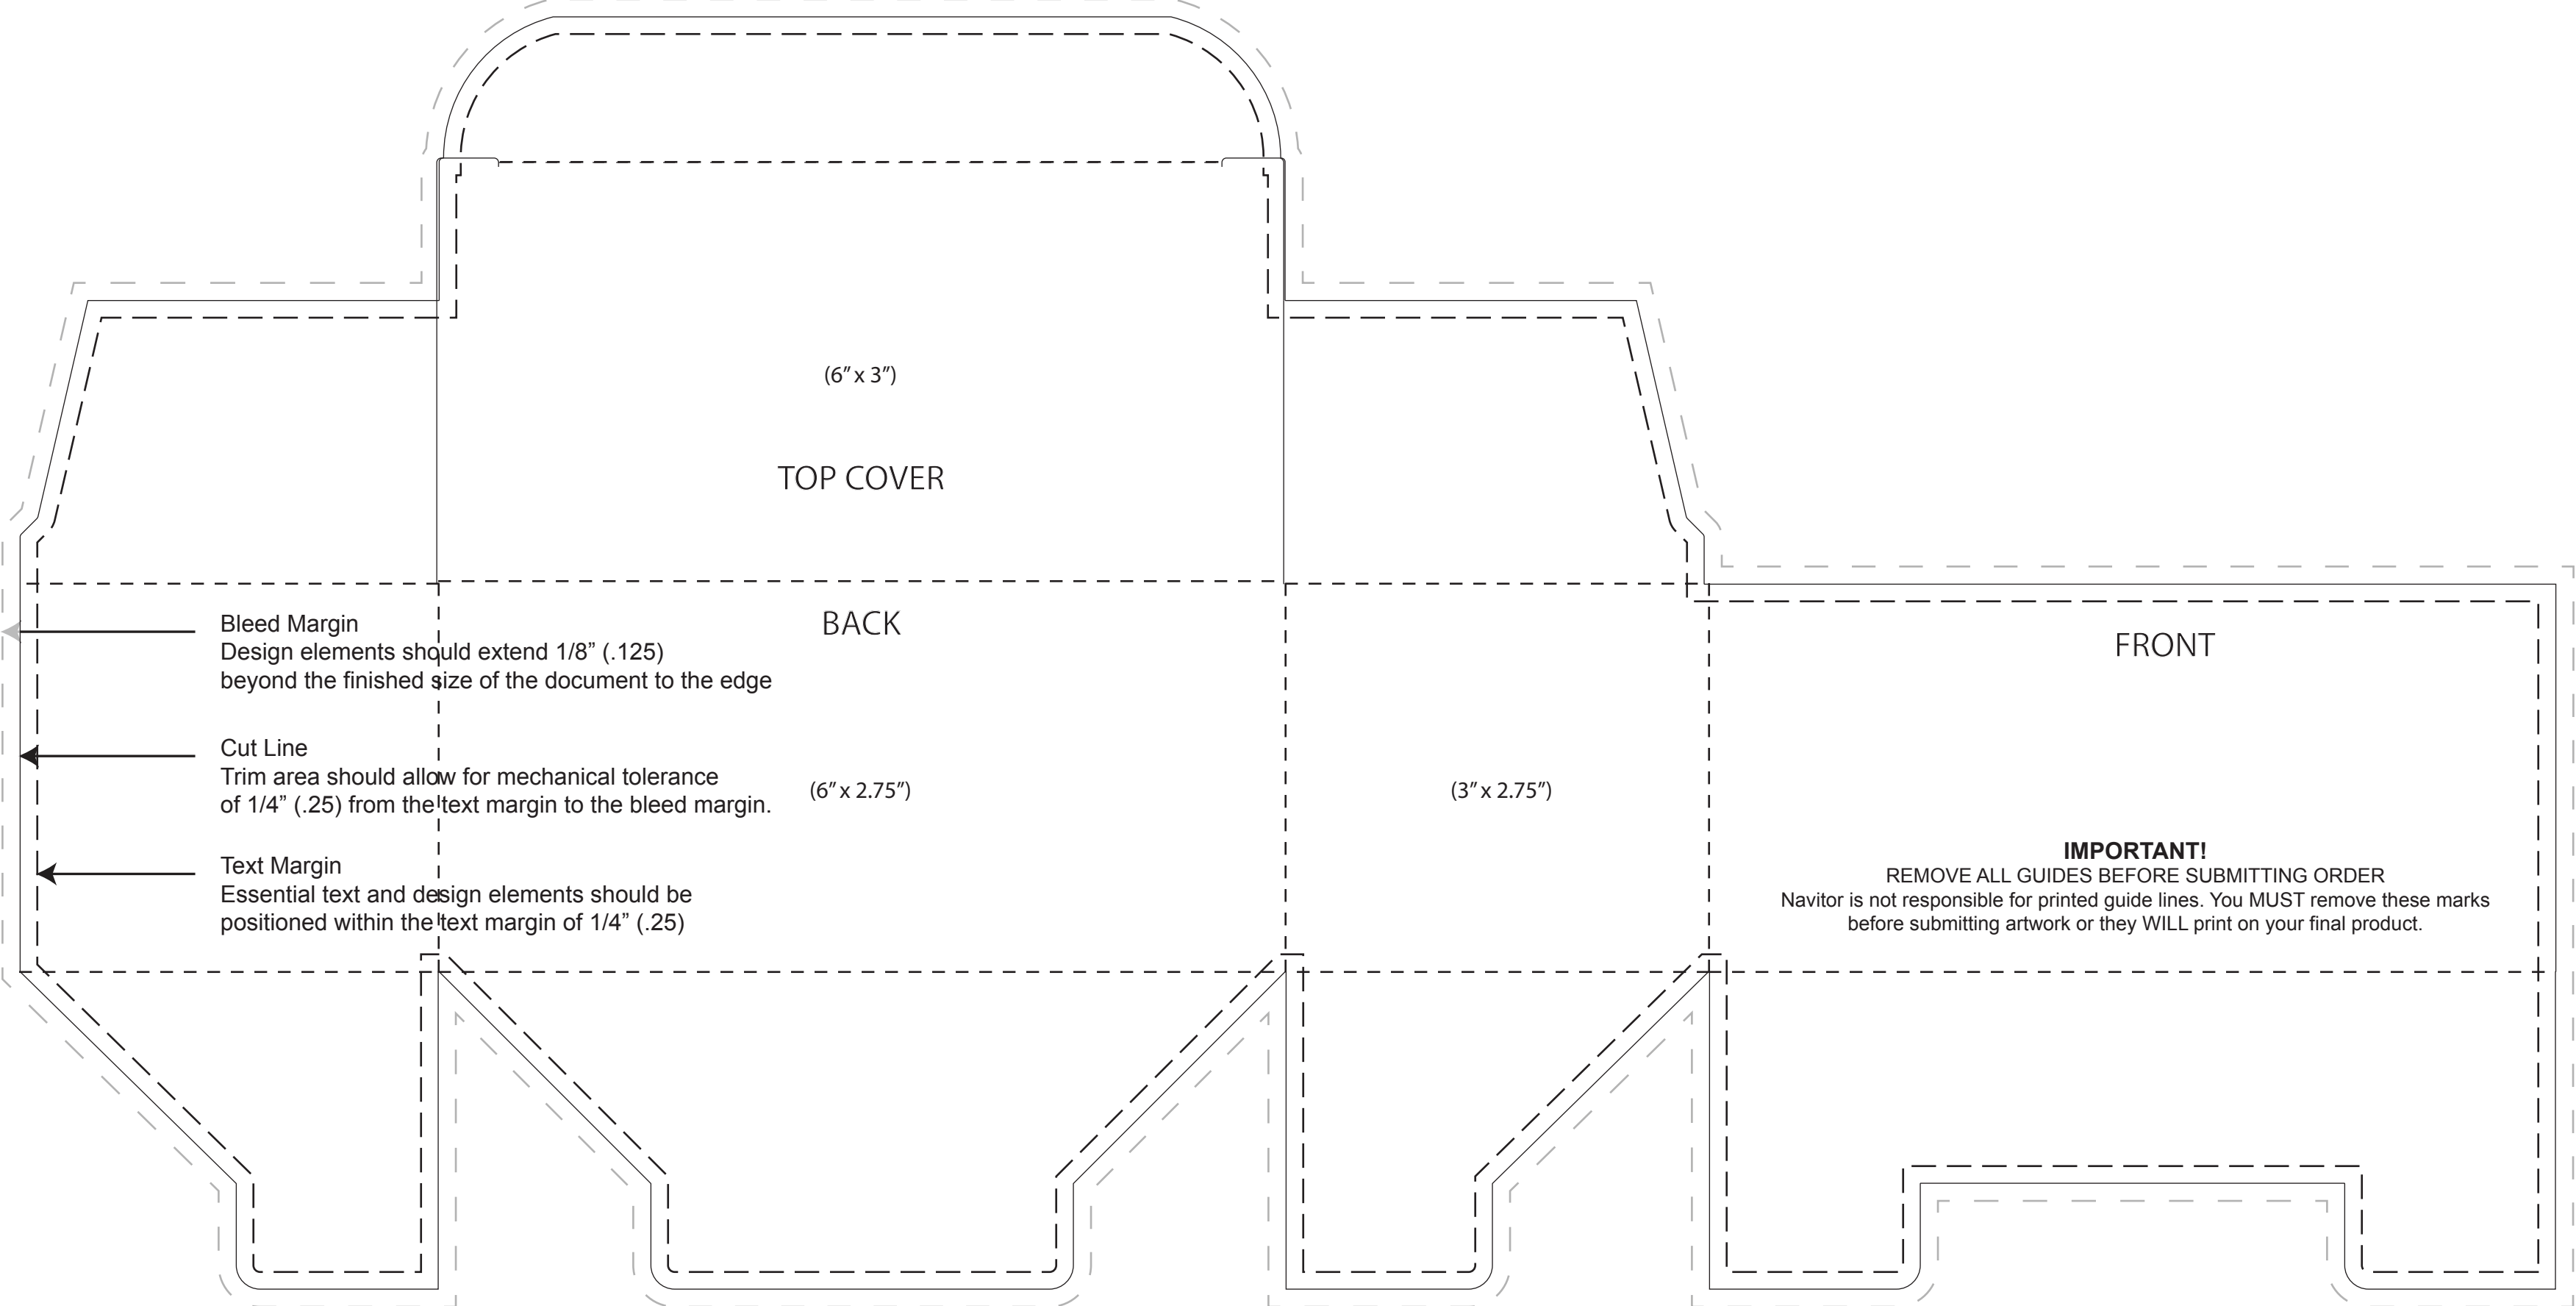 (6” x 3”)
TOP COVER
BACK
Bleed Margin
Design elements should extend 1/8” (.125)
beyond the finished size of the document to the edge
Cut Line
Trim area should allow for mechanical tolerance
of 1/4” (.25) from the text margin to the bleed margin.
Text Margin
Essential text and design elements should be
positioned within the text margin of 1/4” (.25)
(6” x 2.75”)
(3” x 2.75”)
FRONT
IMPORTANT!
REMOVE ALL GUIDES BEFORE SUBMITTING ORDER
Navitor is not responsible for printed guide lines. You MUST remove these marks
before submitting artwork or they WILL print on your final product.